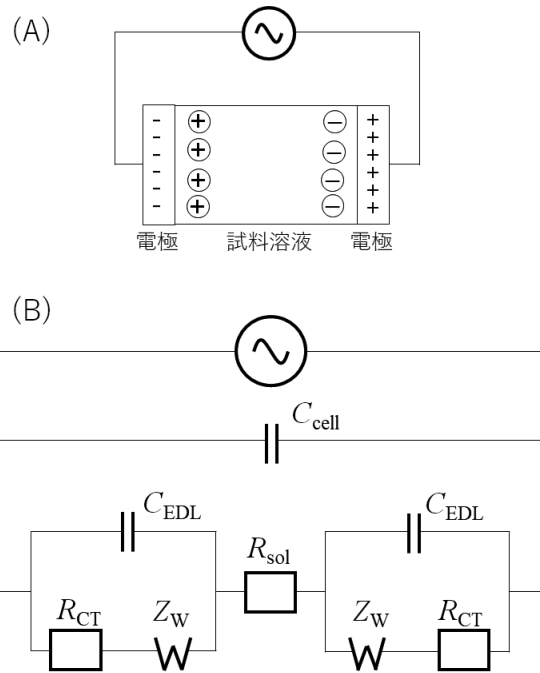 (A)
- +
- +
- +
- +
- +
- +
+ −
+ −
+ −
+ −
電極 試料溶液 電極
(B)
C_cell
C_EDL C_EDL
R_sol
R_CT Z_W Z_W R_CT